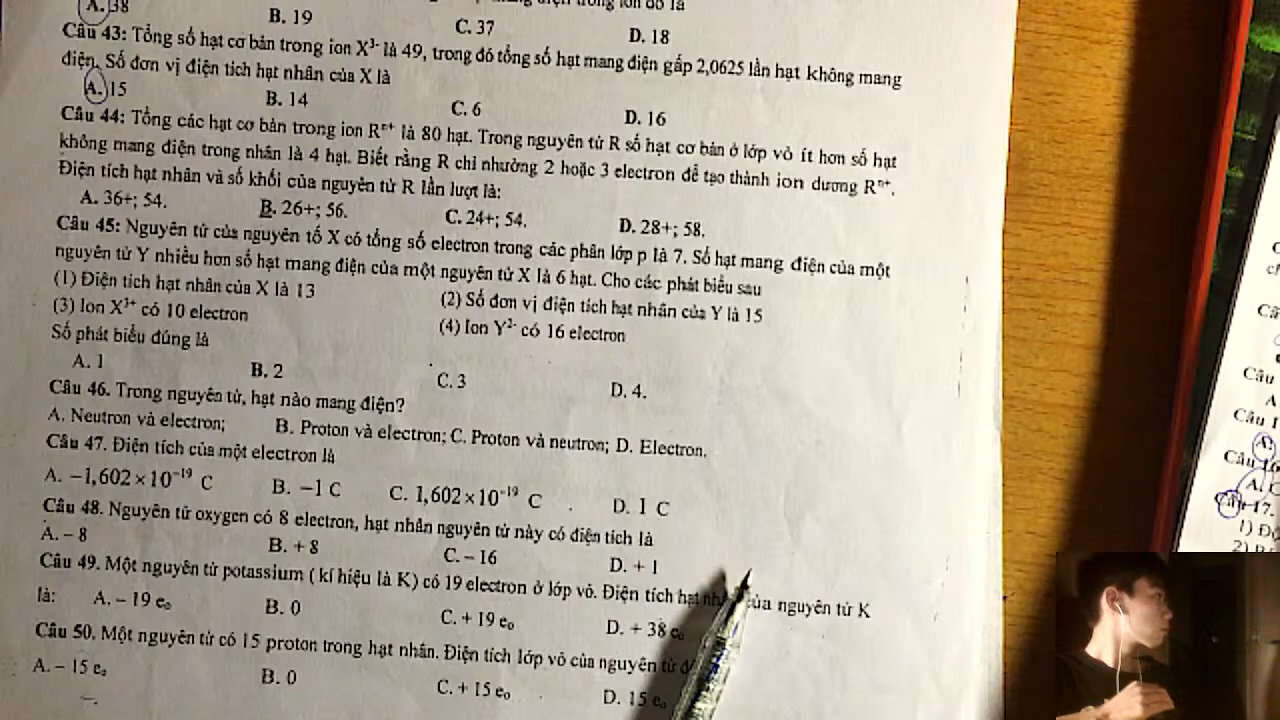 A. 38 B. 19 C. 37 D. 18
Câu 43: Tổng số hạt cơ bản trong ion X³⁻ là 49, trong đó tổng số hạt mang điện gấp 2,0625 lần hạt không mang
điện. Số đơn vị điện tích hạt nhân của X là
A. 15 B. 14 C. 6 D. 16
Câu 44: Tổng các hạt cơ bản trong ion Rⁿ⁺ là 80 hạt. Trong nguyên tử R số hạt cơ bản ở lớp vỏ ít hơn số hạt
không mang điện trong nhân là 4 hạt. Biết rằng R chỉ nhường 2 hoặc 3 electron để tạo thành ion dương Rⁿ⁺.
Điện tích hạt nhân và số khối của nguyên tử R lần lượt là:
A. 36+; 54. B. 26+; 56. C. 24+; 54. D. 28+; 58.
Câu 45: Nguyên tử của nguyên tố X có tổng số electron trong các phân lớp p là 7. Số hạt mang điện của một
nguyên tử Y nhiều hơn số hạt mang điện của một nguyên tử X là 6 hạt. Cho các phát biểu sau
(1) Điện tích hạt nhân của X là 13 (2) Số đơn vị điện tích hạt nhân của Y là 15
(3) Ion X³⁺ có 10 electron (4) Ion Y²⁻ có 16 electron
Số phát biểu đúng là
A. 1 B. 2 C. 3 D. 4.
Câu 46. Trong nguyên tử, hạt nào mang điện?
A. Neutron và electron; B. Proton và electron; C. Proton và neutron; D. Electron.
Câu 47. Điện tích của một electron là
A. −1,602×10⁻¹⁹ C B. −1 C C. 1,602×10⁻¹⁹ C D. 1 C
Câu 48. Nguyên tử oxygen có 8 electron, hạt nhân nguyên tử này có điện tích là
A. – 8 B. + 8 C. – 16 D. + 1
Câu 49. Một nguyên tử potassium ( kí hiệu là K) có 19 electron ở lớp vỏ. Điện tích hạt của nguyên tử K
là: A. – 19 e₀ B. 0 C. + 19 e₀ D. + 38 e₀
Câu 50. Một nguyên tử có 15 proton trong hạt nhân. Điện tích lớp vỏ của nguyên tử
A. – 15 e₀ B. 0 C. + 15 e₀ D. 15 e₀
Câu
A
Câu 1
A.
A. C
17.
1)
2)